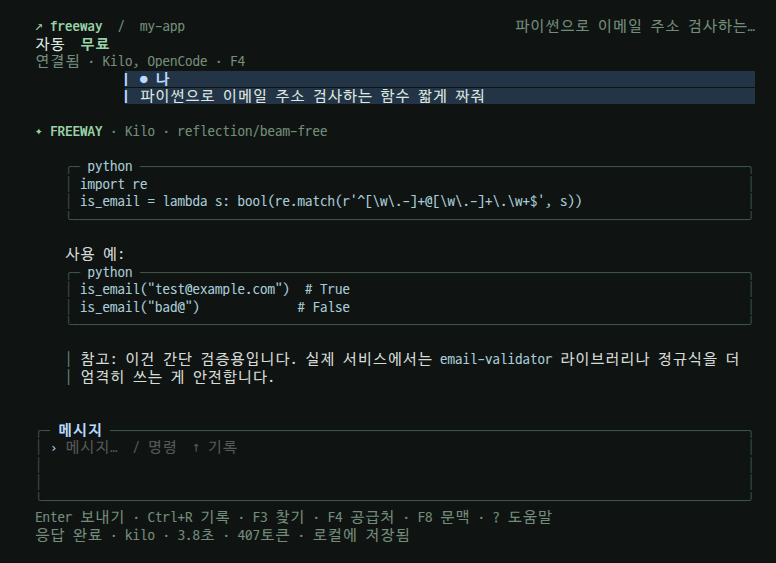 ↗ freeway / my-app 파이썬으로 이메일 주소 검사하는…
자동 무료
연결됨 · Kilo, OpenCode · F4
● 나
파이썬으로 이메일 주소 검사하는 함수 짧게 짜줘
✦ FREEWAY · Kilo · reflection/beam-free
python
import re
is_email = lambda s: bool(re.match(r'^[\w\.-]+@[\w\.-]+\.\w+$', s))
사용 예:
python
is_email("test@example.com")  # True
is_email("bad@")             # False
참고: 이건 간단 검증용입니다. 실제 서비스에서는 email-validator 라이브러리나 정규식을 더
엄격히 쓰는 게 안전합니다.
메시지
› 메시지… / 명령 ↑ 기록
Enter 보내기 · Ctrl+R 기록 · F3 찾기 · F4 공급처 · F8 문맥 · ? 도움말
응답 완료 · kilo · 3.8초 · 407토큰 · 로컬에 저장됨